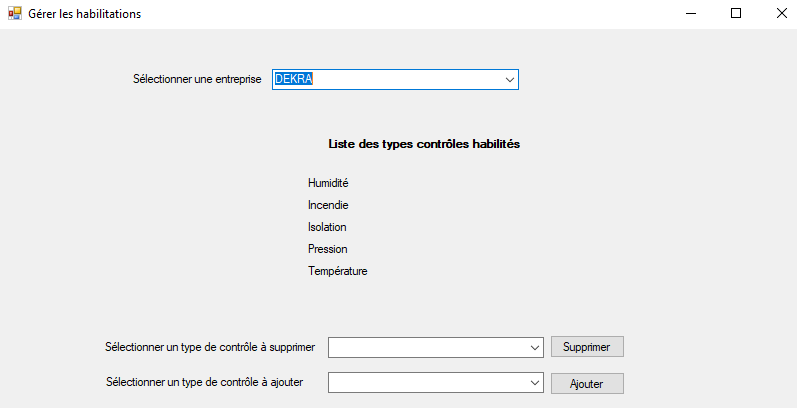 Gérer les habilitations
Sélectionner une entreprise DEKRA
Liste des types contrôles habilités
Humidité
Incendie
Isolation
Pression
Température
Sélectionner un type de contrôle à supprimer Supprimer
Sélectionner un type de contrôle à ajouter Ajouter